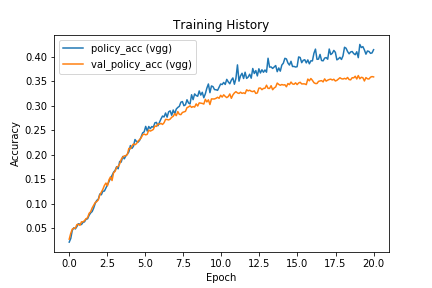 Training History
policy_acc (vgg)
val_policy_acc (vgg)
0.40
0.35
0.30
0.25
0.20
0.15
0.10
0.05
Accuracy
0.0 2.5 5.0 7.5 10.0 12.5 15.0 17.5 20.0
Epoch